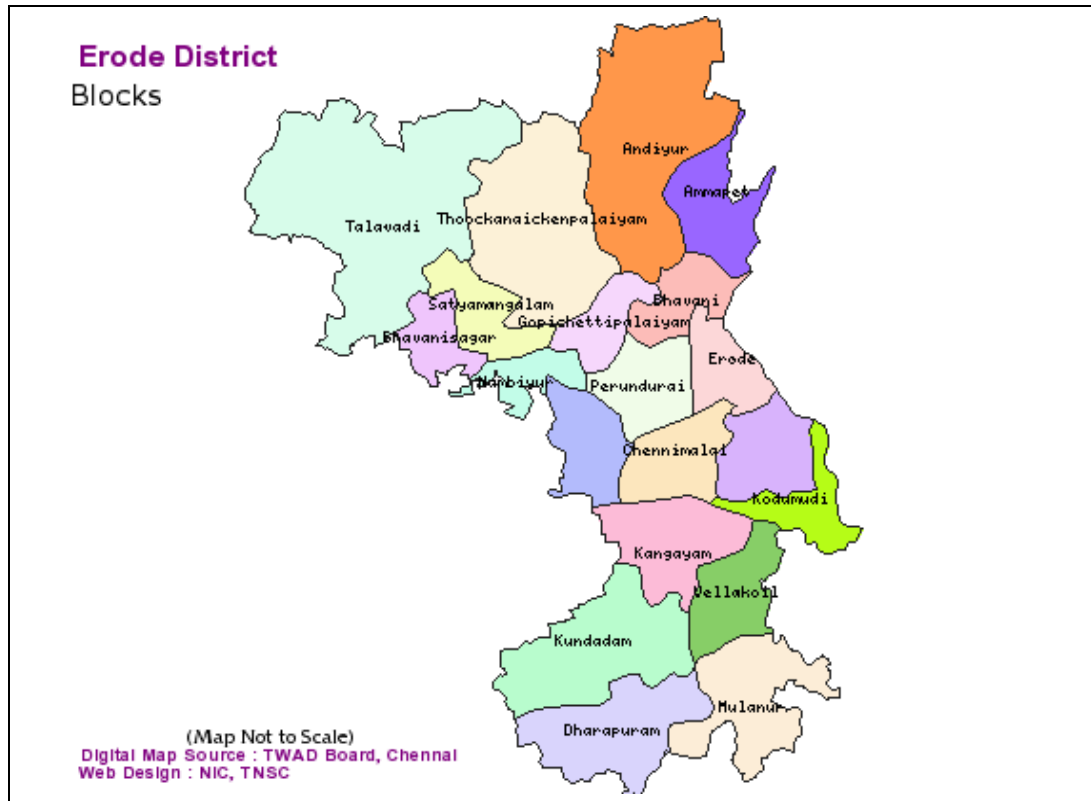 Erode District
Blocks
Andiyur
Ammapet
Talavadi
Thoockanaickenpalaiyam
Satyamangalam
Bhavani
Gopichettipalaiyam
Bhavanisagar
Erode
Nambiyur
Perundurai
Chennimalai
Kodumudi
Kangayam
Vellakoil
Kundadam
Mulanur
Dharapuram
(Map Not to Scale)
Digital Map Source : TWAD Board, Chennai
Web Design : NIC, TNSC